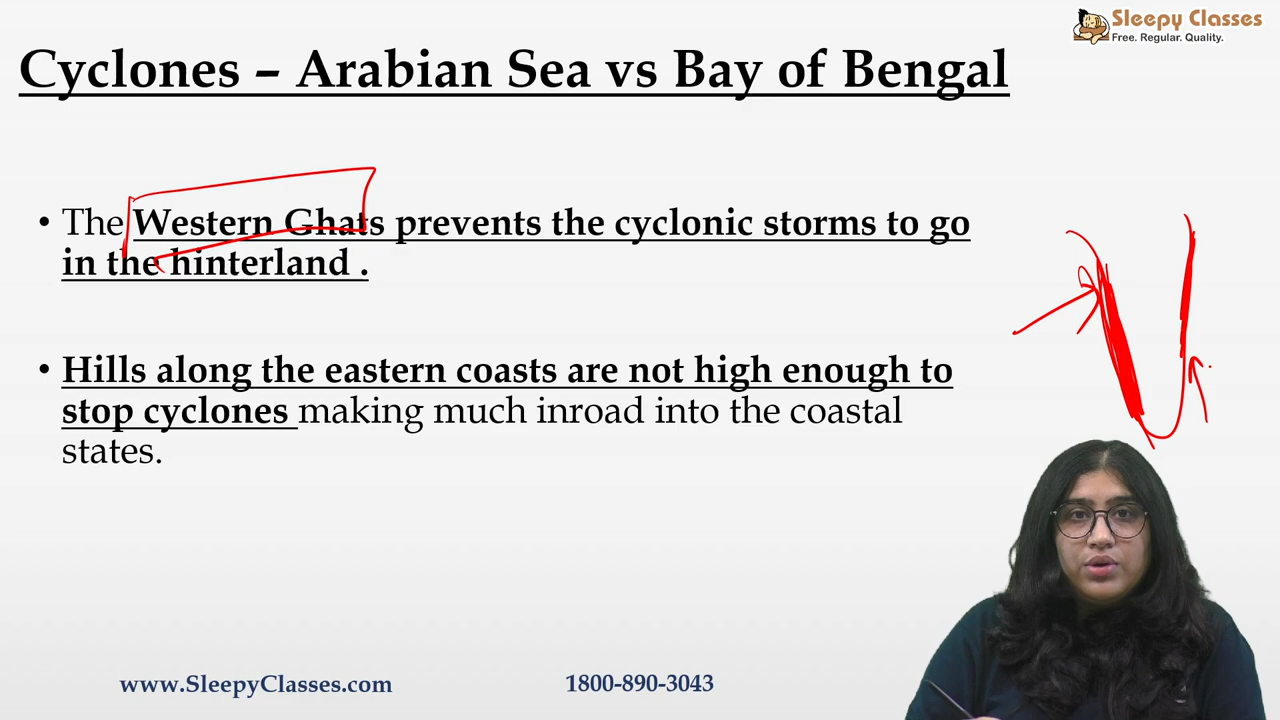 Sleepy Classes
Free. Regular. Quality.
Cyclones – Arabian Sea vs Bay of Bengal
• The Western Ghats prevents the cyclonic storms to go
in the hinterland .
• Hills along the eastern coasts are not high enough to
stop cyclones making much inroad into the coastal
states.
www.SleepyClasses.com
1800-890-3043